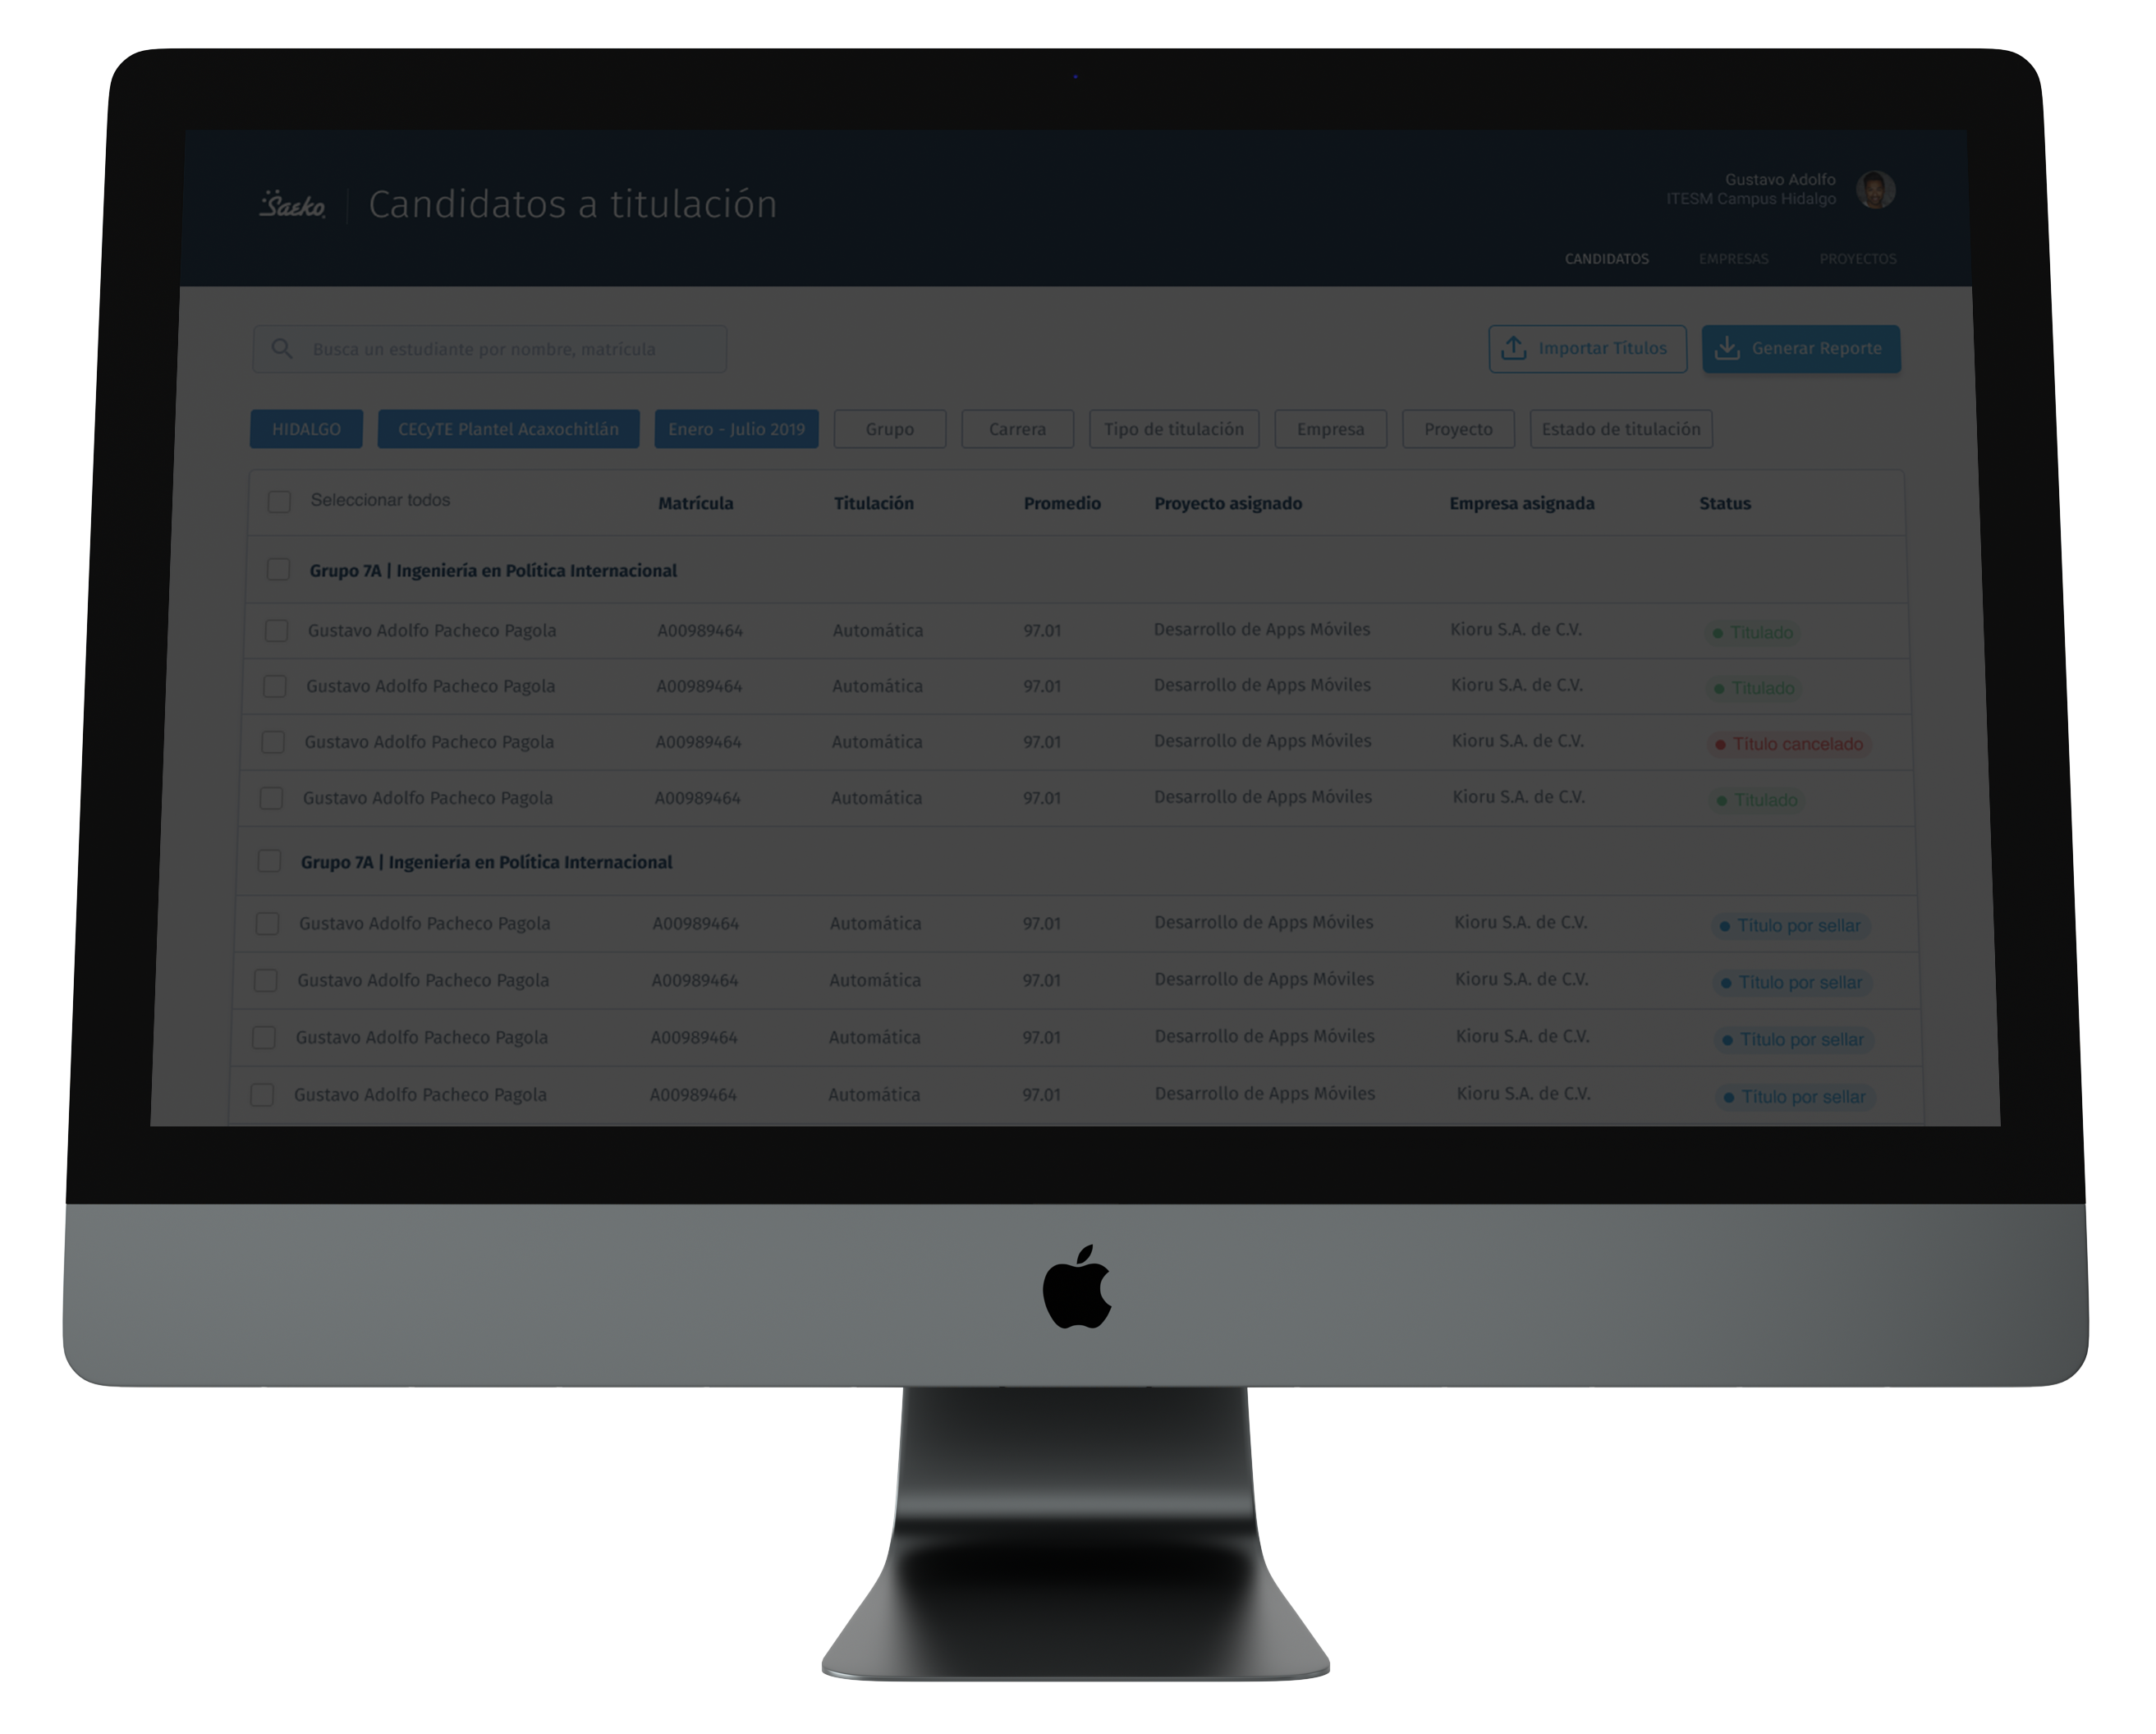 Saeko
Candidatos a titulación
Gustavo Adolfo
ITESM Campus Hidalgo
CANDIDATOS EMPRESAS PROYECTOS
Busca un estudiante por nombre, matrícula
Importar Títulos
Generar Reporte
HIDALGO CECyTE Plantel Acaxochitlán Enero - Julio 2019 Grupo Carrera Tipo de titulación Empresa Proyecto Estado de titulación
Seleccionar todos Matrícula Titulación Promedio Proyecto asignado Empresa asignada Status
Grupo 7A | Ingeniería en Política Internacional
Gustavo Adolfo Pacheco Pagola A00989464 Automática 97.01 Desarrollo de Apps Móviles Kioru S.A. de C.V. Titulado
Gustavo Adolfo Pacheco Pagola A00989464 Automática 97.01 Desarrollo de Apps Móviles Kioru S.A. de C.V. Titulado
Gustavo Adolfo Pacheco Pagola A00989464 Automática 97.01 Desarrollo de Apps Móviles Kioru S.A. de C.V. Título cancelado
Gustavo Adolfo Pacheco Pagola A00989464 Automática 97.01 Desarrollo de Apps Móviles Kioru S.A. de C.V. Titulado
Grupo 7A | Ingeniería en Política Internacional
Gustavo Adolfo Pacheco Pagola A00989464 Automática 97.01 Desarrollo de Apps Móviles Kioru S.A. de C.V. Título por sellar
Gustavo Adolfo Pacheco Pagola A00989464 Automática 97.01 Desarrollo de Apps Móviles Kioru S.A. de C.V. Título por sellar
Gustavo Adolfo Pacheco Pagola A00989464 Automática 97.01 Desarrollo de Apps Móviles Kioru S.A. de C.V. Título por sellar
Gustavo Adolfo Pacheco Pagola A00989464 Automática 97.01 Desarrollo de Apps Móviles Kioru S.A. de C.V. Título por sellar